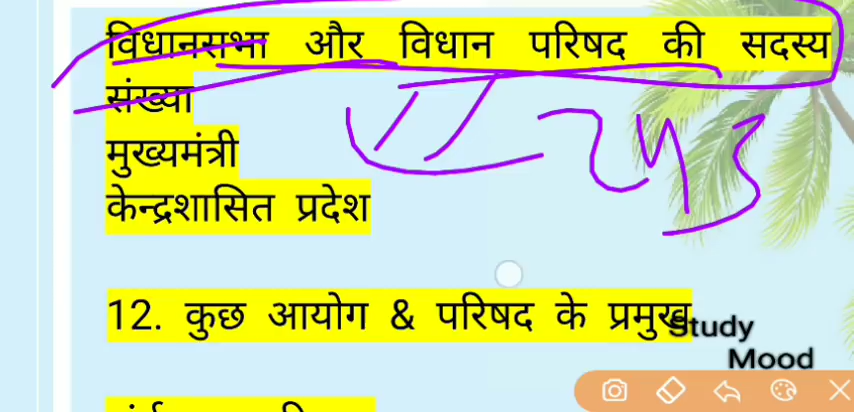 विधानसभा और विधान परिषद की सदस्य
संख्या
मुख्यमंत्री
केन्द्रशासित प्रदेश
12. कुछ आयोग & परिषद के प्रमुख
Study
Mood